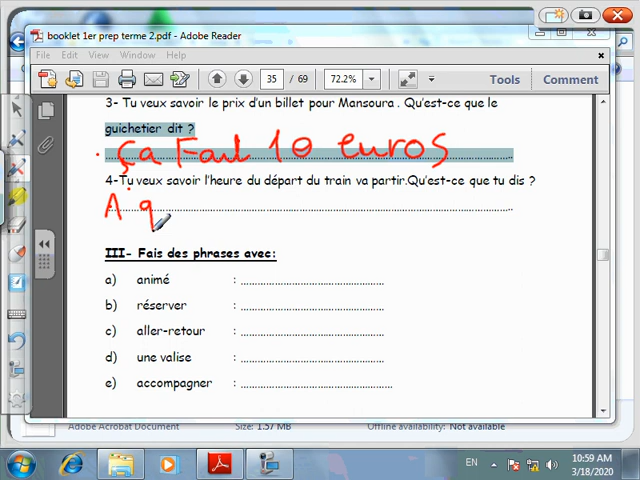 booklet 1er prep terme 2.pdf - Adobe Reader
File Edit View Window Help
35 / 69 72.2% Tools Comment
3- Tu veux savoir le prix d'un billet pour Mansoura . Qu'est-ce que le
guichetier dit ?
ça Fait 10 euros
4-Tu veux savoir l'heure du départ du train va partir.Qu'est-ce que tu dis ?
A q
III- Fais des phrases avec:
a) animé :
b) réserver :
c) aller-retour :
d) une valise :
e) accompagner :
Adobe Acrobat Document Size: 1.57 MB Offline availability: Not available
EN 10:59 AM
3/18/2020